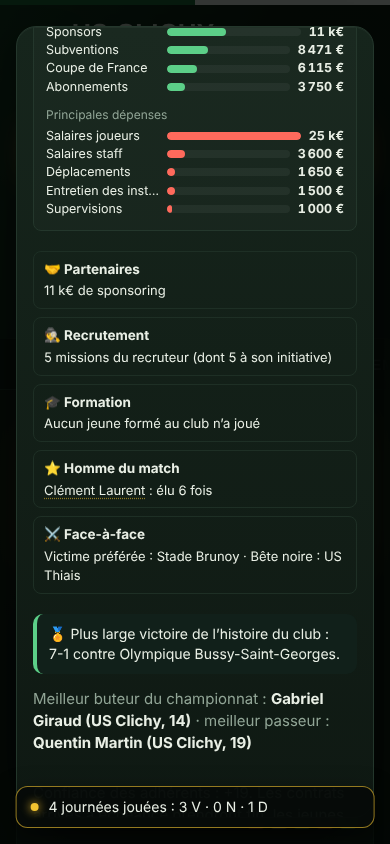 Sponsors 11 k€
Subventions 8 471 €
Coupe de France 6 115 €
Abonnements 3 750 €
Principales dépenses
Salaires joueurs 25 k€
Salaires staff 3 600 €
Déplacements 1 650 €
Entretien des inst... 1 500 €
Supervisions 1 000 €
🤝 Partenaires
11 k€ de sponsoring
🕵️ Recrutement
5 missions du recruteur (dont 5 à son initiative)
🎓 Formation
Aucun jeune formé au club n’a joué
⭐ Homme du match
Clément Laurent : élu 6 fois
⚔️ Face-à-face
Victime préférée : Stade Brunoy · Bête noire : US
Thiais
🏅 Plus large victoire de l’histoire du club :
7-1 contre Olympique Bussy-Saint-Georges.
Meilleur buteur du championnat : Gabriel
Giraud (US Clichy, 14) · meilleur passeur :
Quentin Martin (US Clichy, 19)
4 journées jouées : 3 V · 0 N · 1 D